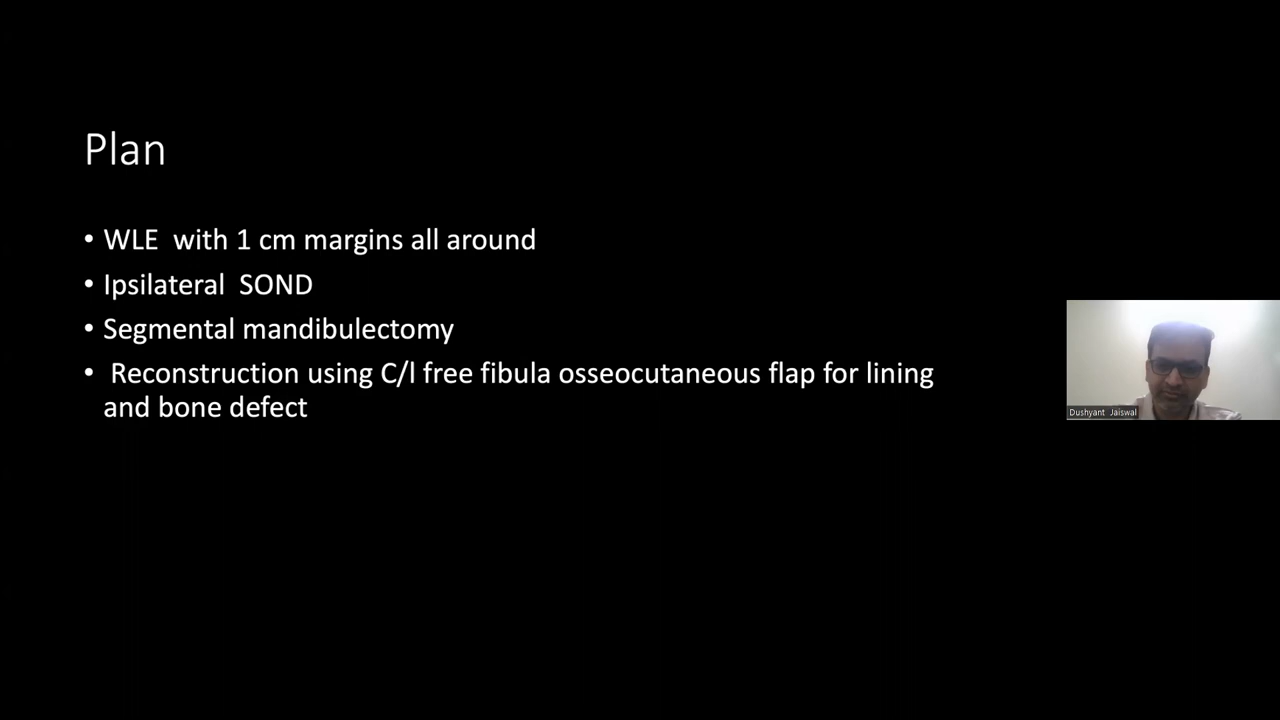 Plan
• WLE  with 1 cm margins all around
• Ipsilateral  SOND
• Segmental mandibulectomy
•  Reconstruction using C/l free fibula osseocutaneous flap for lining
and bone defect
Dushyant  Jaiswal